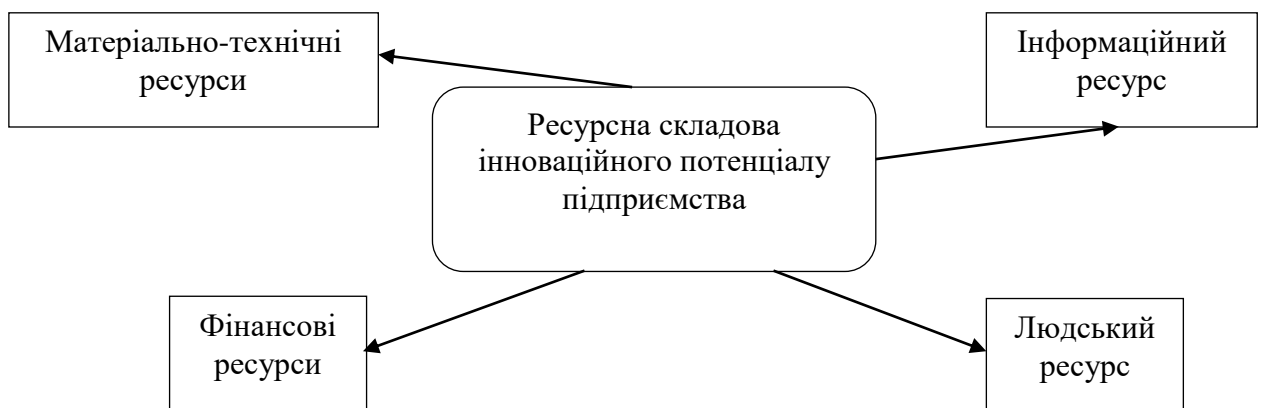 Матеріально-технічні
ресурси
Інформаційний
ресурс
Ресурсна складова
інноваційного потенціалу
підприємства
Фінансові
ресурси
Людський
ресурс